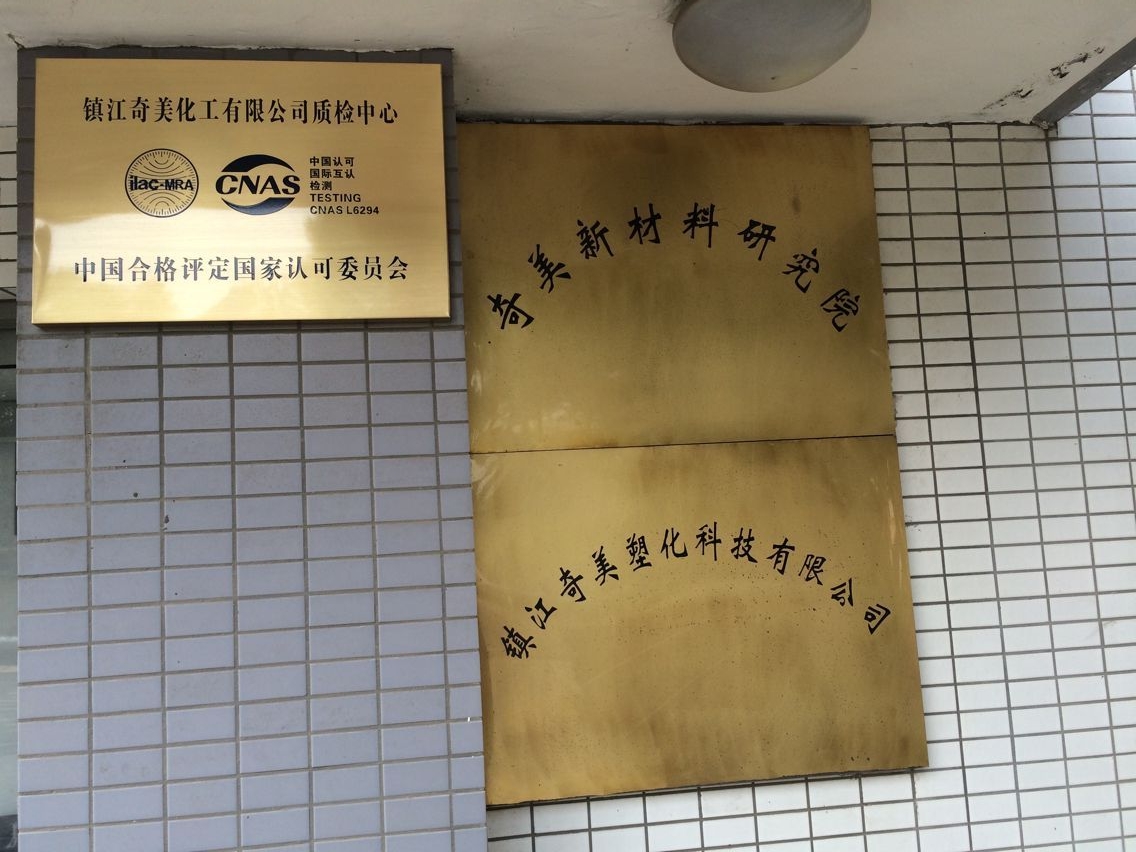 镇江奇美化工有限公司质检中心
ilac-MRA
CNAS
中国认可
国际互认
检测
TESTING
CNAS L6294
中国合格评定国家认可委员会
奇美新材料研究院
镇江奇美塑化科技有限公司